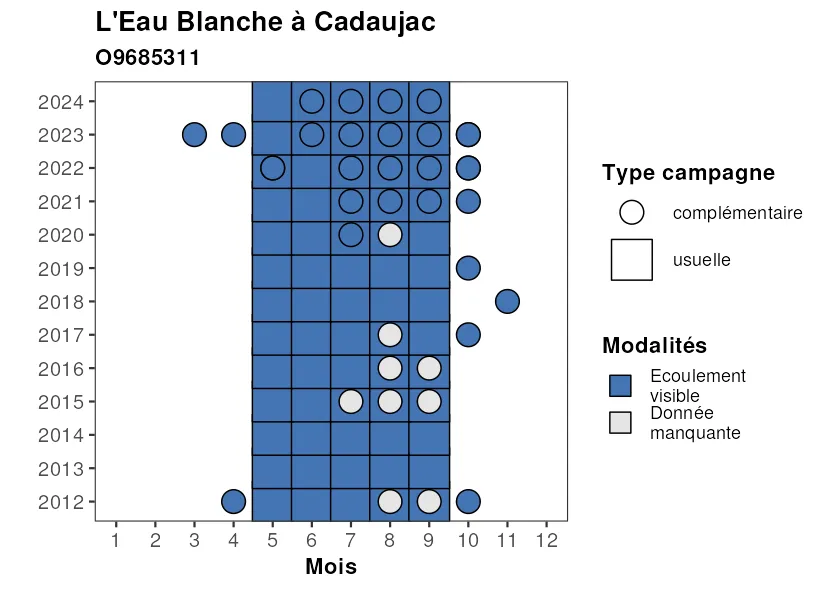 L'Eau Blanche à Cadaujac
O9685311
2024
2023
2022
2021
2020
2019
2018
2017
2016
2015
2014
2013
2012
1 2 3 4 5 6 7 8 9 10 11 12
Mois
Type campagne
complémentaire
usuelle
Modalités
Ecoulement
visible
Donnée
manquante